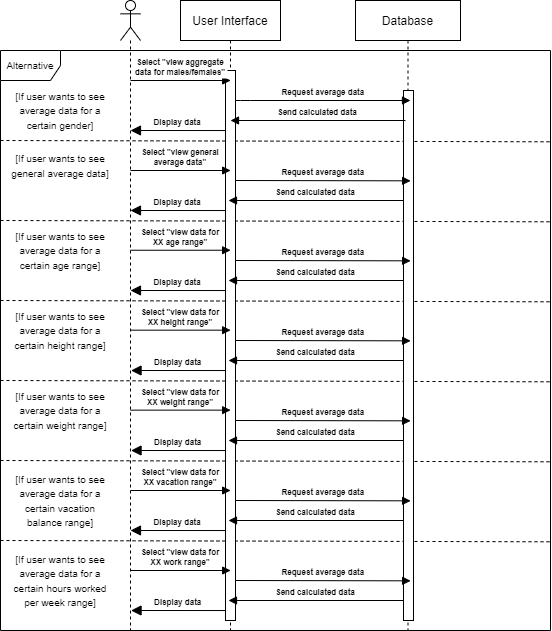 User Interface
Database
Alternative
Select "view aggregate
data for males/females"
[If user wants to see
average data for a
certain gender]
Request average data
Send calculated data
Display data
[If user wants to see
general average data]
Select "view general
average data"
Request average data
Send calculated data
Display data
[If user wants to see
average data for a
certain age range]
Select "view data for
XX age range"
Request average data
Send calculated data
Display data
[If user wants to see
average data for a
certain height range]
Select "view data for
XX height range"
Request average data
Send calculated data
Display data
[If user wants to see
average data for a
certain weight range]
Select "view data for
XX weight range"
Request average data
Send calculated data
Display data
[If user wants to see
average data for a
certain vacation
balance range]
Select "view data for
XX vacation range"
Request average data
Send calculated data
Display data
[If user wants to see
average data for a
certain hours worked
per week range]
Select "view data for
XX work range"
Request average data
Send calculated data
Display data